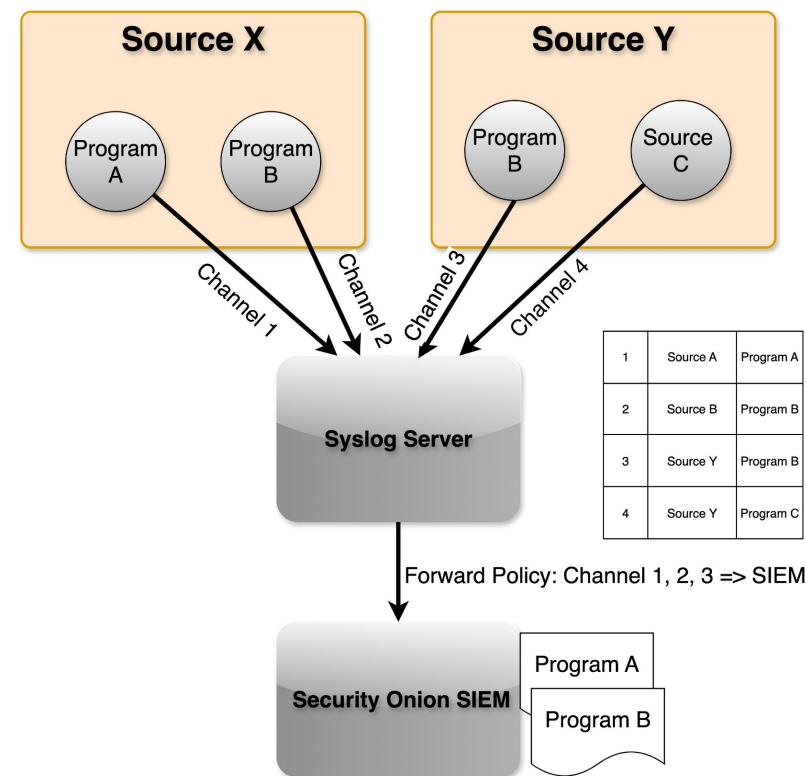 Source X
Source Y
Program
A
Program
B
Program
B
Source
C
Channel 1
Channel 2
Channel 3
Channel 4
1 Source A Program A
2 Source B Program B
3 Source Y Program B
4 Source Y Program C
Syslog Server
Forward Policy: Channel 1, 2, 3 => SIEM
Security Onion SIEM
Program A
Program B